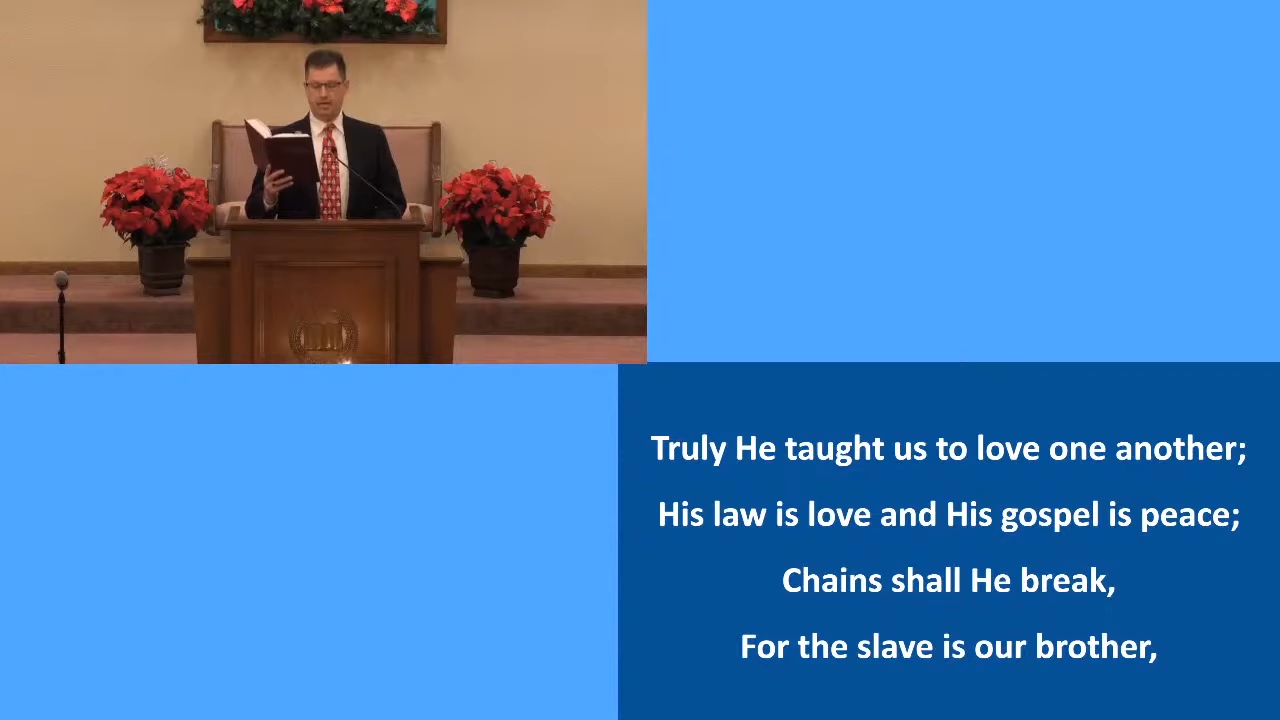 Truly He taught us to love one another;
His law is love and His gospel is peace;
Chains shall He break,
For the slave is our brother,